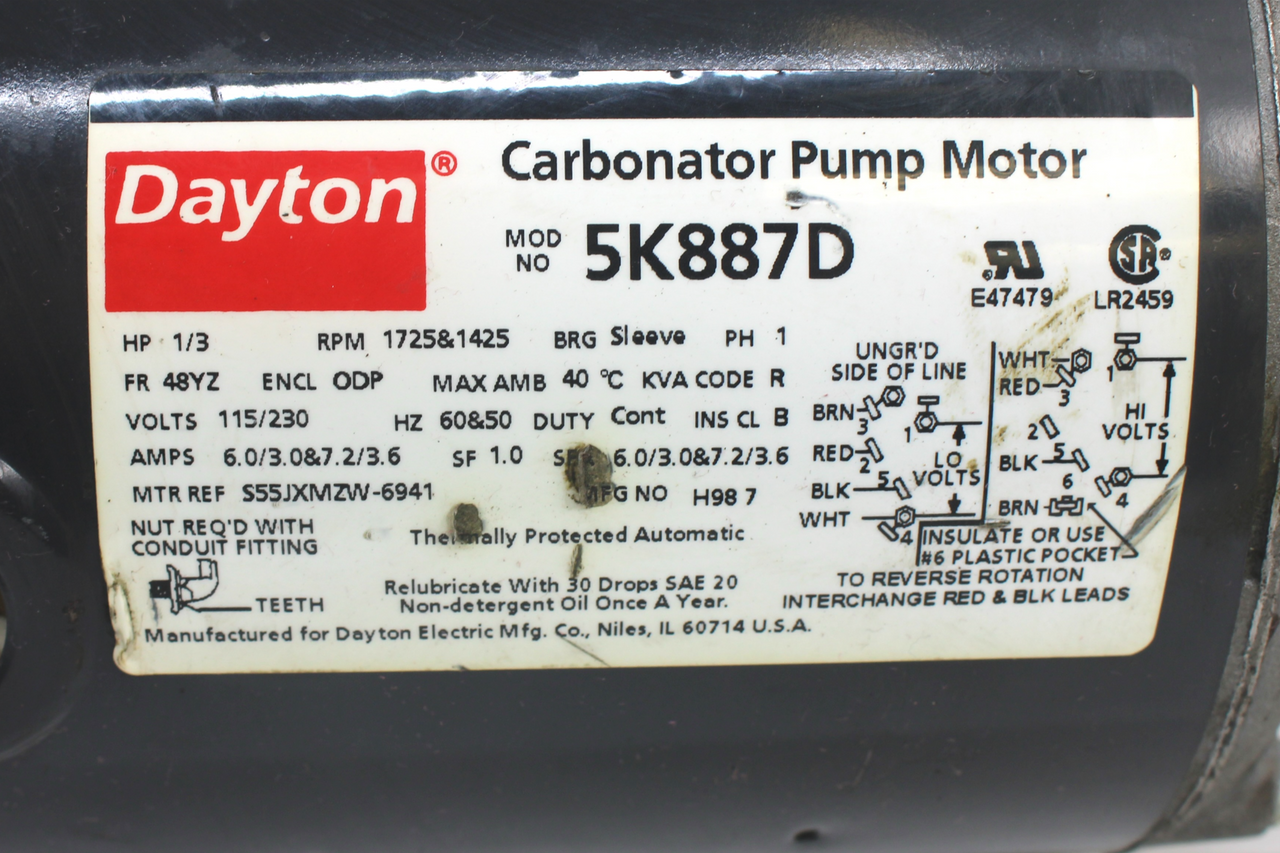 Dayton®
Carbonator Pump Motor
MOD NO 5K887D
E47479
LR2459
HP 1/3 RPM 1725&1425 BRG Sleeve PH 1
FR 48YZ ENCL ODP MAX AMB 40 °C KVA CODE R
VOLTS 115/230 HZ 60&50 DUTY Cont INS CL B
AMPS 6.0/3.0&7.2/3.6 SF 1.0 6.0/3.0&7.2/3.6
MTR REF S55JXMZW-6941 MFG NO H98 7
NUT REQ'D WITH
CONDUIT FITTING
TEETH
Thermally Protected Automatic
Relubricate With 30 Drops SAE 20
Non-detergent Oil Once A Year.
Manufactured for Dayton Electric Mfg. Co., Niles, IL 60714 U.S.A.
UNGR'D
SIDE OF LINE
BRN 3 1
RED 2
LO
VOLTS
BLK 5
WHT 4
WHT 1
RED 3
HI
VOLTS
2
BLK 5
6 4
BRN
INSULATE OR USE
#6 PLASTIC POCKET
TO REVERSE ROTATION
INTERCHANGE RED & BLK LEADS